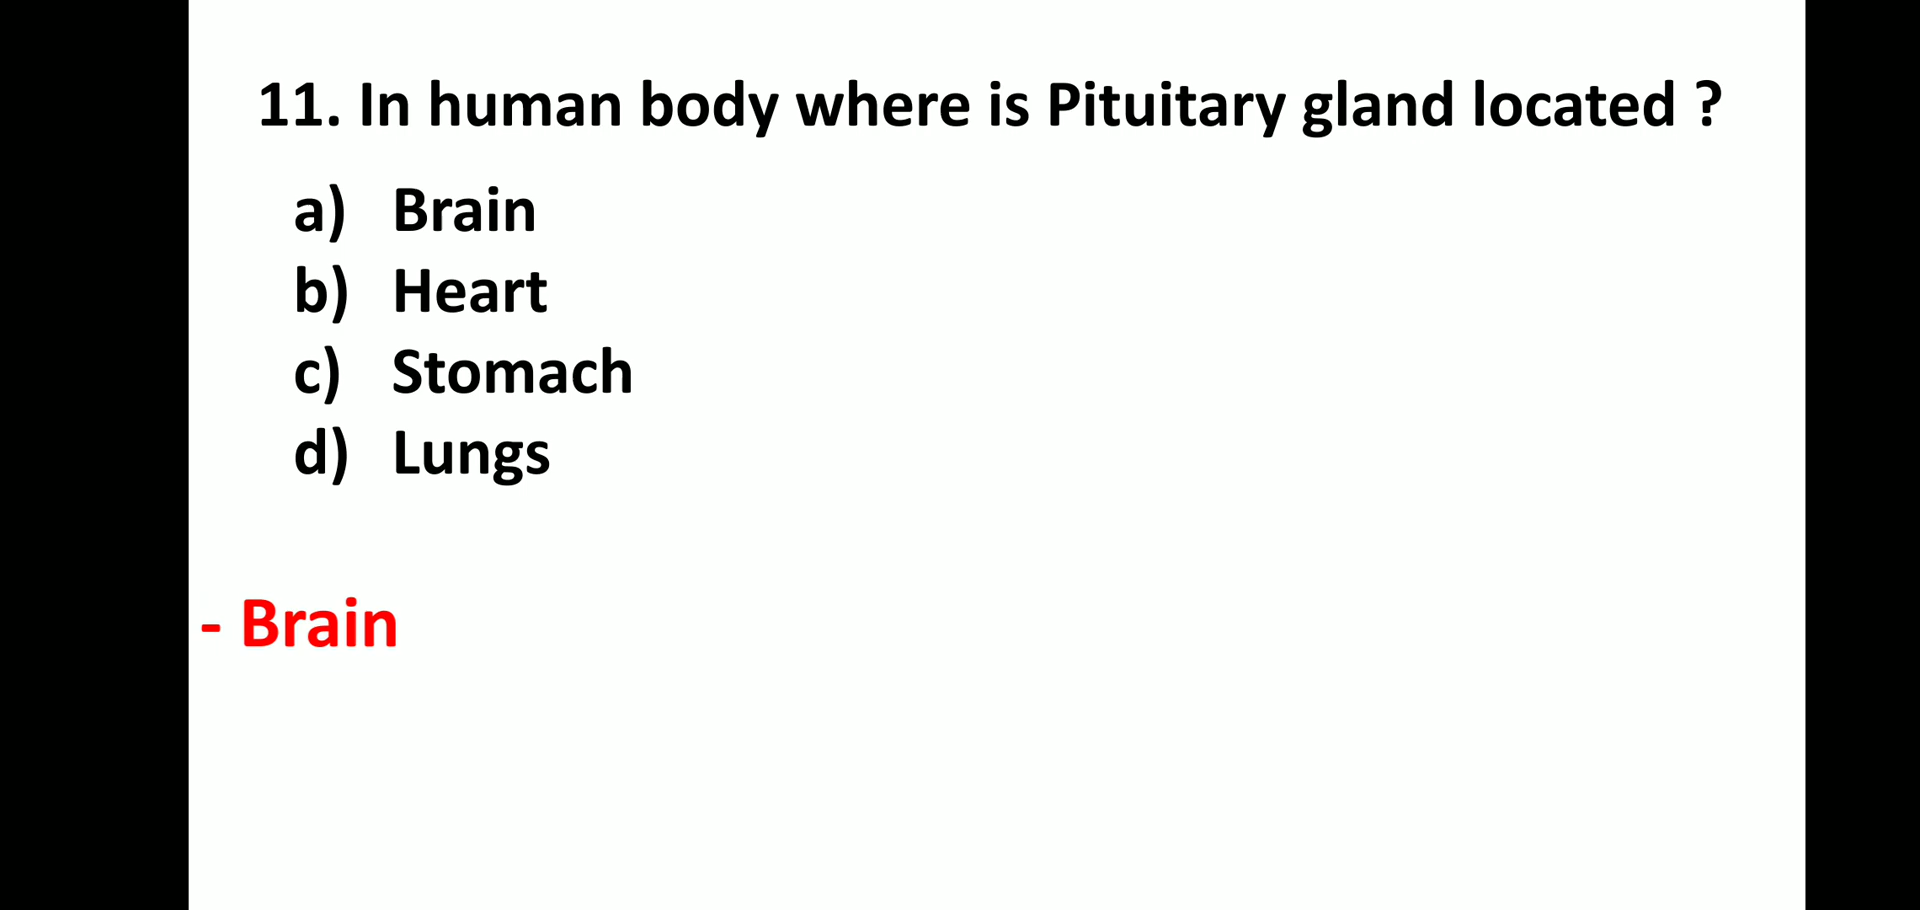 11. In human body where is Pituitary gland located ?
a) Brain
b) Heart
c) Stomach
d) Lungs
- Brain